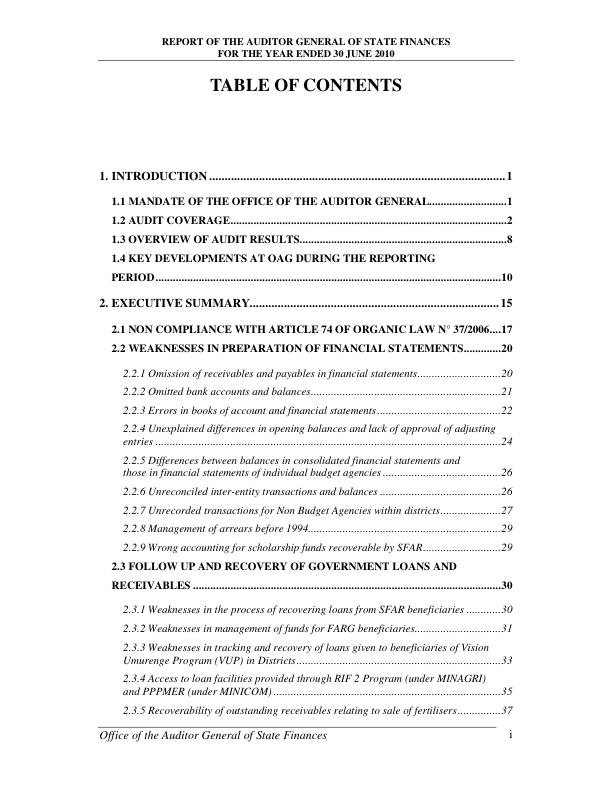 REPORT OF THE AUDITOR GENERAL OF STATE FINANCES
FOR THE YEAR ENDED 30 JUNE 2010
TABLE OF CONTENTS
1. INTRODUCTION ............................................................................................... 1
1.1 MANDATE OF THE OFFICE OF THE AUDITOR GENERAL...........................1
1.2 AUDIT COVERAGE........................................................................................................2
1.3 OVERVIEW OF AUDIT RESULTS................................................................................8
1.4 KEY DEVELOPMENTS AT OAG DURING THE REPORTING
PERIOD..................................................................................................................10
2. EXECUTIVE SUMMARY................................................................................ 15
2.1 NON COMPLIANCE WITH ARTICLE 74 OF ORGANIC LAW N° 37/2006....17
2.2 WEAKNESSES IN PREPARATION OF FINANCIAL STATEMENTS.............20
2.2.1 Omission of receivables and payables in financial statements.............................20
2.2.2 Omitted bank accounts and balances..................................................................21
2.2.3 Errors in books of account and financial statements...........................................22
2.2.4 Unexplained differences in opening balances and lack of approval of adjusting
entries ........................................................................................................................24
2.2.5 Differences between balances in consolidated financial statements and
those in financial statements of individual budget agencies ........................................26
2.2.6 Unreconciled inter-entity transactions and balances ..........................................26
2.2.7 Unrecorded transactions for Non Budget Agencies within districts.....................27
2.2.8 Management of arrears before 1994...................................................................29
2.2.9 Wrong accounting for scholarship funds recoverable by SFAR...........................29
2.3 FOLLOW UP AND RECOVERY OF GOVERNMENT LOANS AND
RECEIVABLES ...........................................................................................................30
2.3.1 Weaknesses in the process of recovering loans from SFAR beneficiaries ............30
2.3.2 Weaknesses in management of funds for FARG beneficiaries..............................31
2.3.3 Weaknesses in tracking and recovery of loans given to beneficiaries of Vision
Umurenge Program (VUP) in Districts.......................................................................33
2.3.4 Access to loan facilities provided through RIF 2 Program (under MINAGRI)
and PPPMER (under MINICOM) ...............................................................................35
2.3.5 Recoverability of outstanding receivables relating to sale of fertilisers...............37
Office of the Auditor General of State Finances i